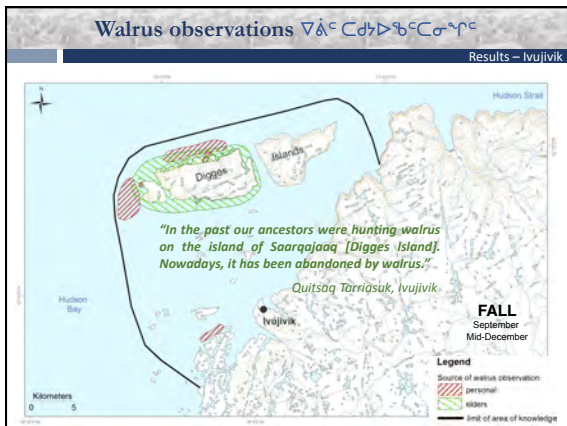 Walrus observations ᐁᐋᑦ ᑕᑯᔭᐅᖃᑦᑕᓂᖏᑦ
Results – Ivujivik
Hudson Strait
Digges
Islands
“In the past our ancestors were hunting walrus
on the island of Saarqajaaq [Digges Island].
Nowadays, it has been abandoned by walrus.”
Quitsaq Tarriasuk, Ivujivik
Hudson
Bay
Ivujivik
FALL
September
Mid-December
Legend
Source of walrus observation
personal
elders
limit of area of knowledge
Kilometers
0 5